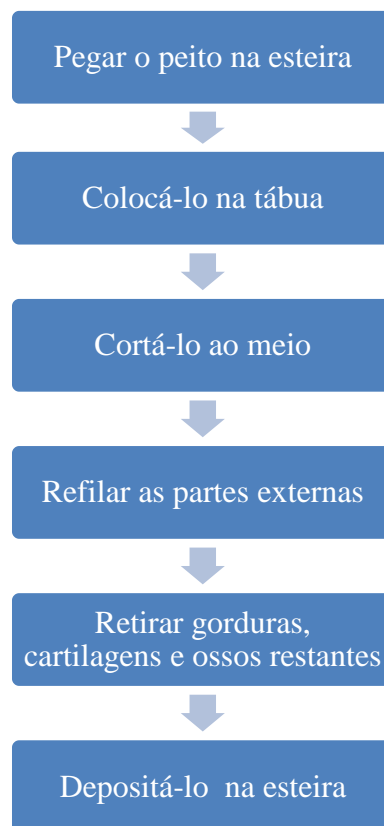 Pegar o peito na esteira
Colocá-lo na tábua
Cortá-lo ao meio
Refilar as partes externas
Retirar gorduras,
cartilagens e ossos restantes
Depositá-lo  na esteira